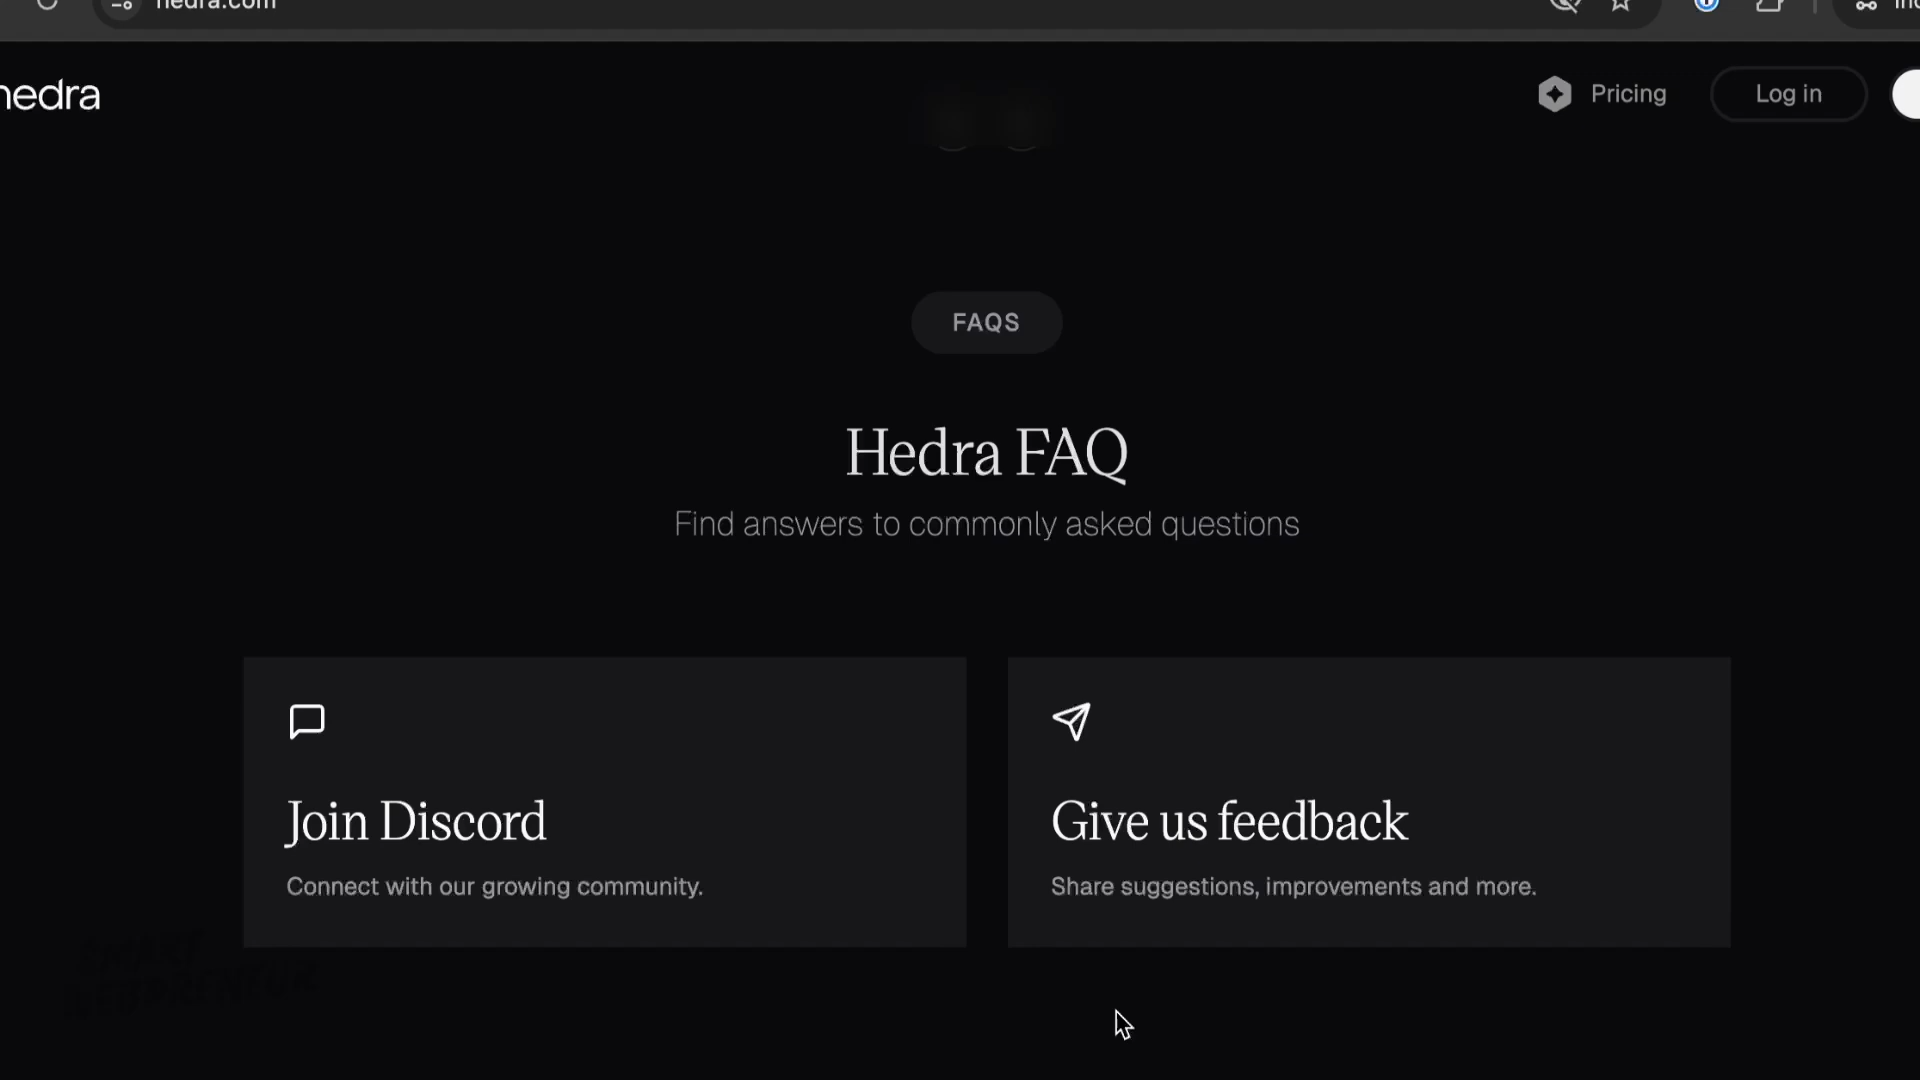 hedra.com
hedra
Pricing
Log in
FAQS
Hedra FAQ
Find answers to commonly asked questions
Join Discord
Connect with our growing community.
Give us feedback
Share suggestions, improvements and more.